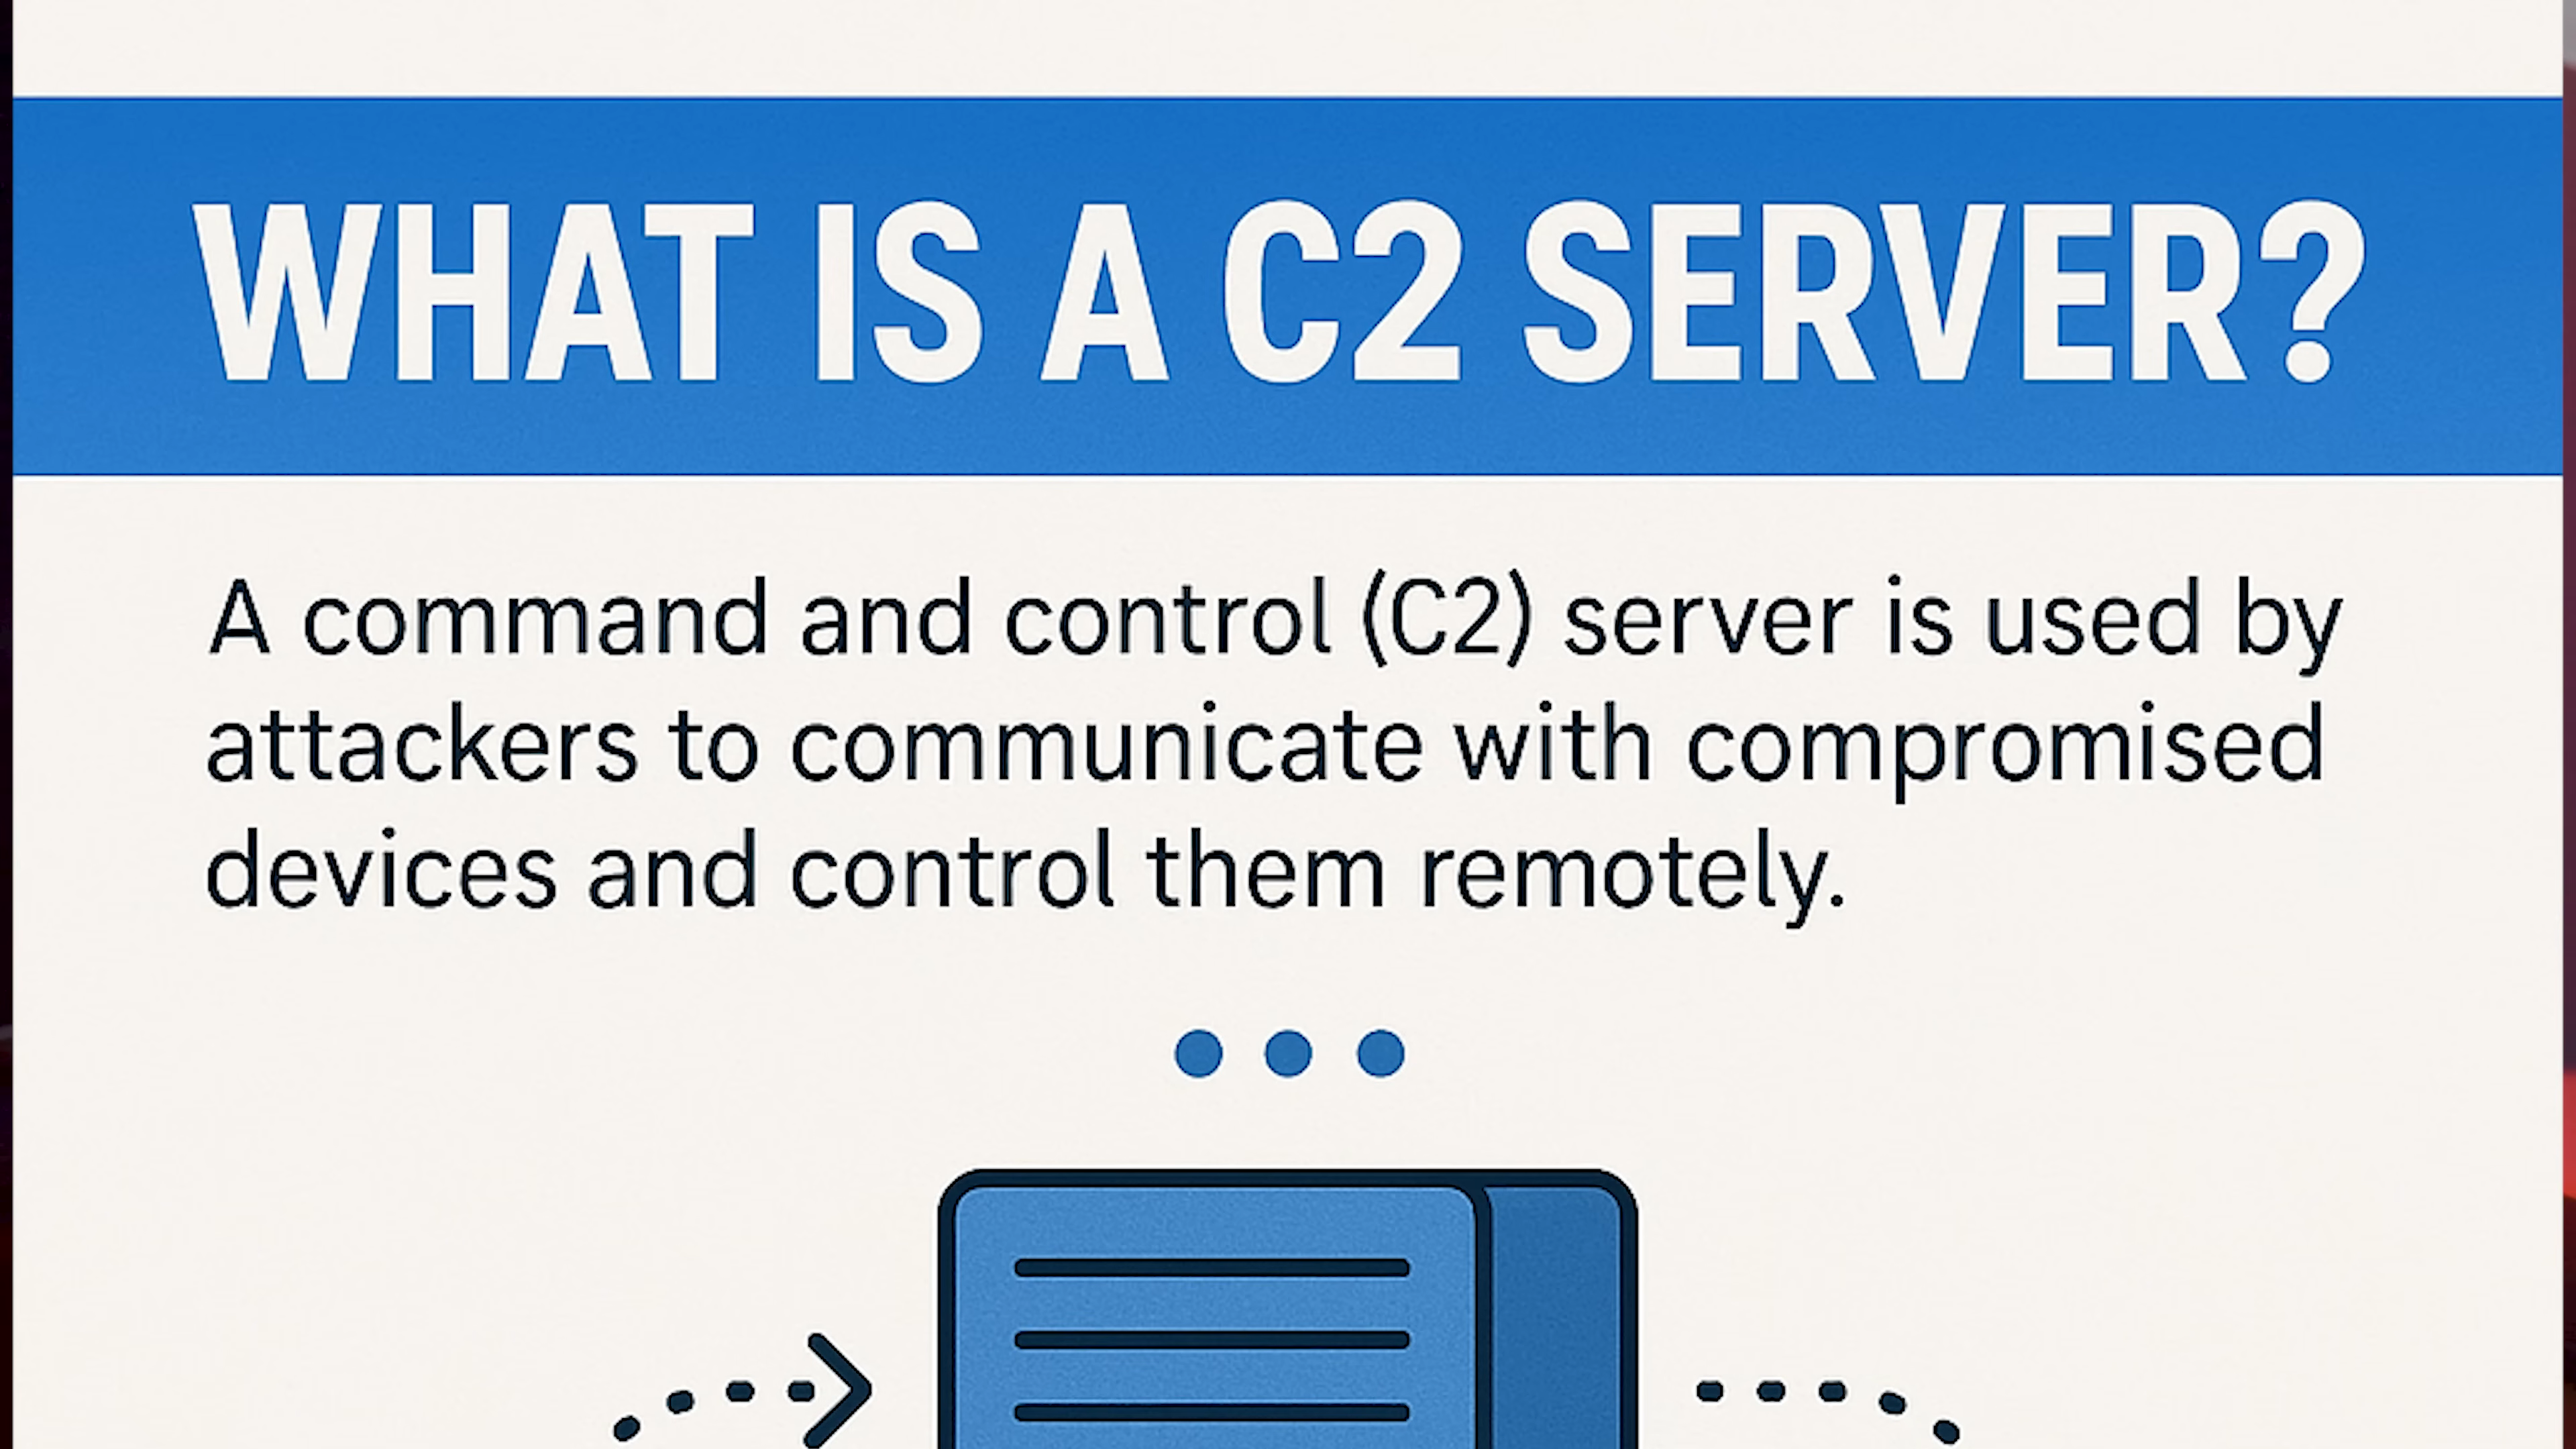 WHAT IS A C2 SERVER?
A command and control (C2) server is used by
attackers to communicate with compromised
devices and control them remotely.